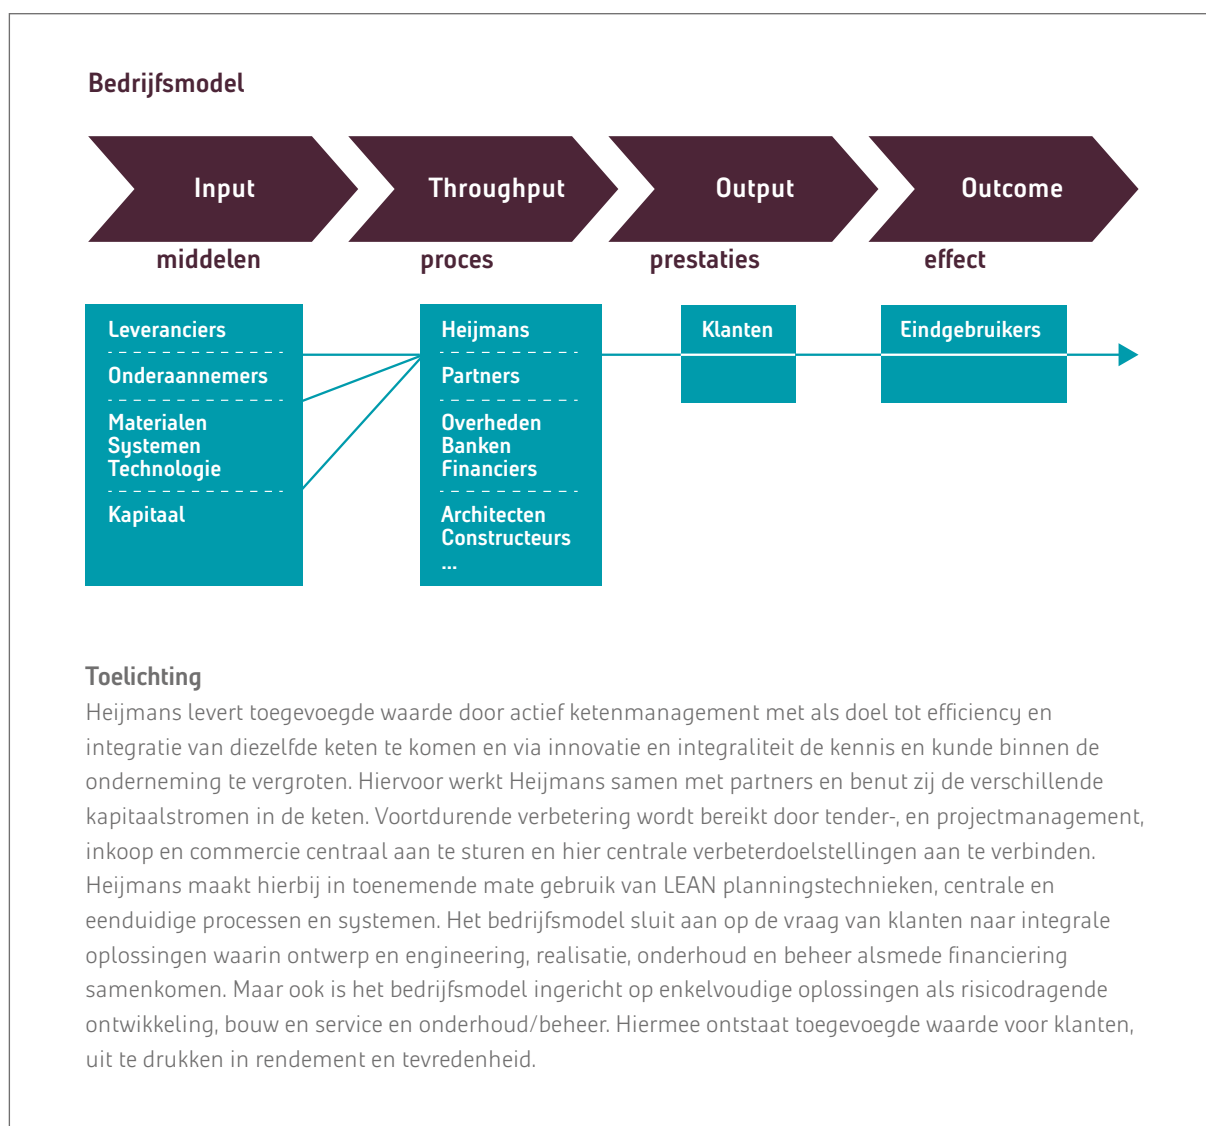 Bedrijfsmodel
Input
Throughput
Output
Outcome
middelen
proces
prestaties
effect
Leveranciers
Onderaannemers
Materialen
Systemen
Technologie
Kapitaal
Heijmans
Partners
Overheden
Banken
Financiers
Architecten
Constructeurs
...
Klanten
Eindgebruikers
Toelichting
Heijmans levert toegevoegde waarde door actief ketenmanagement met als doel tot efficiency en
integratie van diezelfde keten te komen en via innovatie en integraliteit de kennis en kunde binnen de
onderneming te vergroten. Hiervoor werkt Heijmans samen met partners en benut zij de verschillende
kapitaalstromen in de keten. Voortdurende verbetering wordt bereikt door tender-, en projectmanagement,
inkoop en commercie centraal aan te sturen en hier centrale verbeterdoelstellingen aan te verbinden.
Heijmans maakt hierbij in toenemende mate gebruik van LEAN planningstechnieken, centrale en
eenduidige processen en systemen. Het bedrijfsmodel sluit aan op de vraag van klanten naar integrale
oplossingen waarin ontwerp en engineering, realisatie, onderhoud en beheer alsmede financiering
samenkomen. Maar ook is het bedrijfsmodel ingericht op enkelvoudige oplossingen als risicodragende
ontwikkeling, bouw en service en onderhoud/beheer. Hiermee ontstaat toegevoegde waarde voor klanten,
uit te drukken in rendement en tevredenheid.